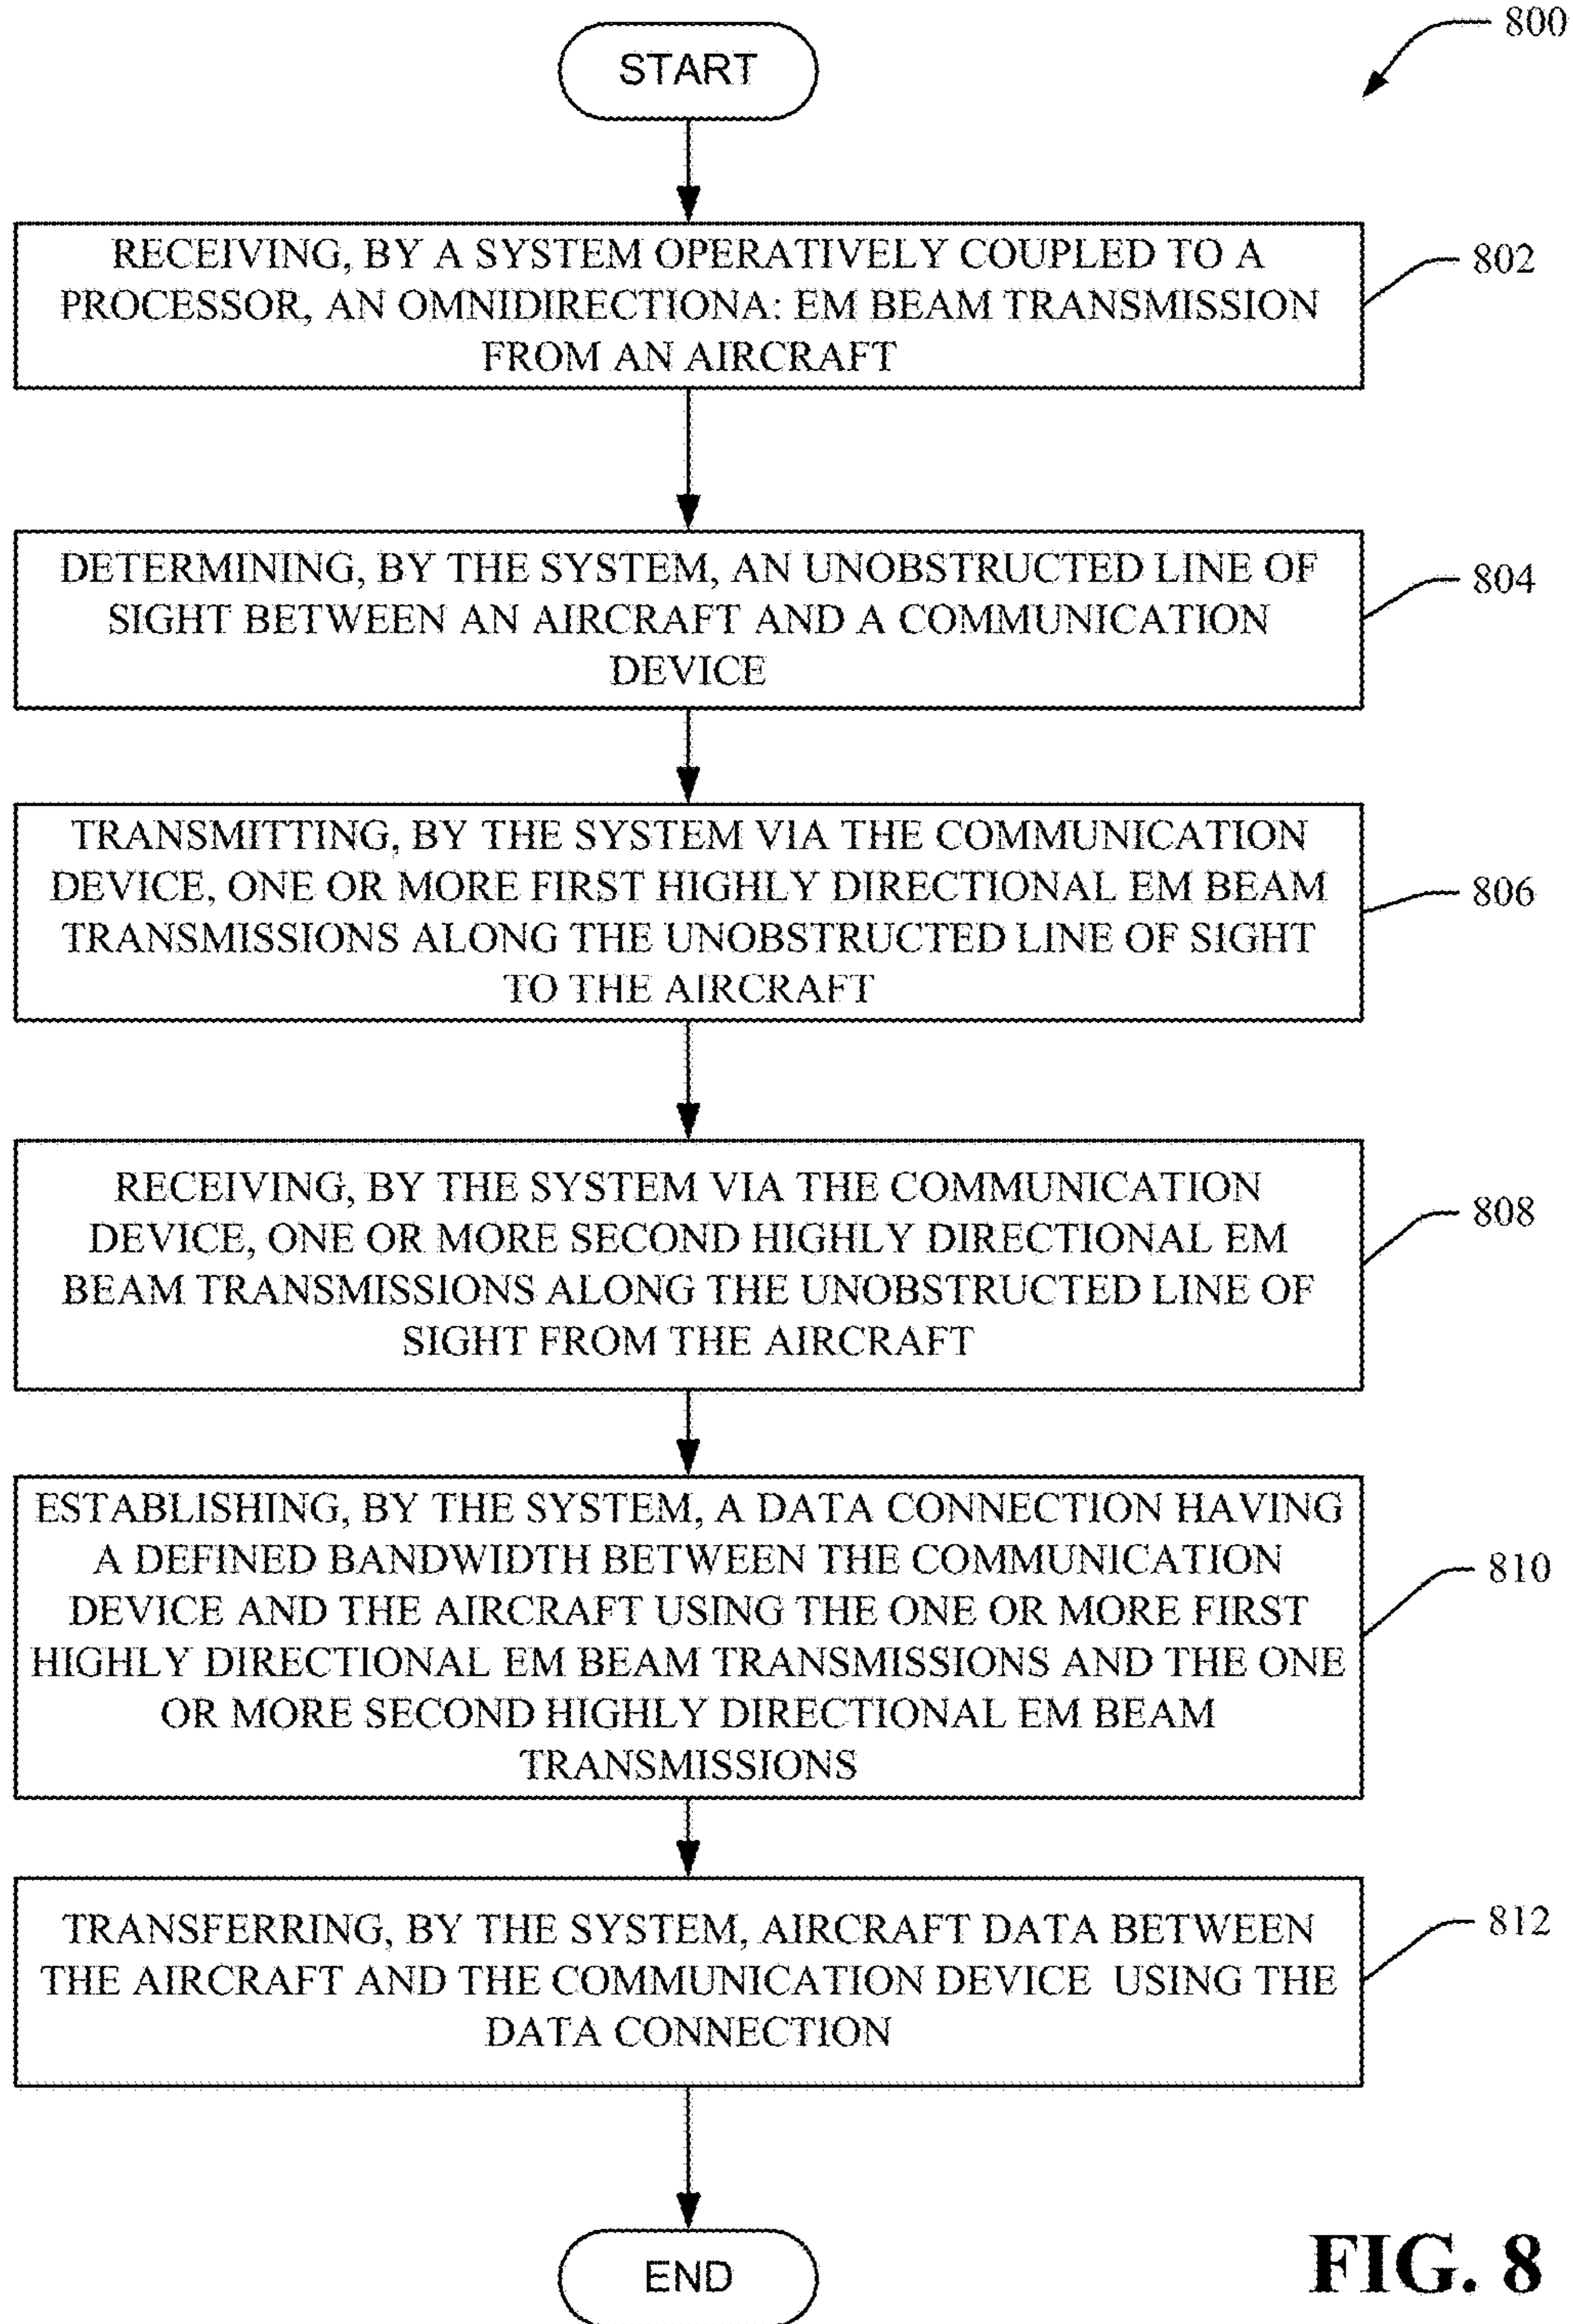 800
START
RECEIVING, BY A SYSTEM OPERATIVELY COUPLED TO A
PROCESSOR, AN OMNIDIRECTIONA: EM BEAM TRANSMISSION
FROM AN AIRCRAFT
802
DETERMINING, BY THE SYSTEM, AN UNOBSTRUCTED LINE OF
SIGHT BETWEEN AN AIRCRAFT AND A COMMUNICATION
DEVICE
804
TRANSMITTING, BY THE SYSTEM VIA THE COMMUNICATION
DEVICE, ONE OR MORE FIRST HIGHLY DIRECTIONAL EM BEAM
TRANSMISSIONS ALONG THE UNOBSTRUCTED LINE OF SIGHT
TO THE AIRCRAFT
806
RECEIVING, BY THE SYSTEM VIA THE COMMUNICATION
DEVICE, ONE OR MORE SECOND HIGHLY DIRECTIONAL EM
BEAM TRANSMISSIONS ALONG THE UNOBSTRUCTED LINE OF
SIGHT FROM THE AIRCRAFT
808
ESTABLISHING, BY THE SYSTEM, A DATA CONNECTION HAVING
A DEFINED BANDWIDTH BETWEEN THE COMMUNICATION
DEVICE AND THE AIRCRAFT USING THE ONE OR MORE FIRST
HIGHLY DIRECTIONAL EM BEAM TRANSMISSIONS AND THE ONE
OR MORE SECOND HIGHLY DIRECTIONAL EM BEAM
TRANSMISSIONS
810
TRANSFERRING, BY THE SYSTEM, AIRCRAFT DATA BETWEEN
THE AIRCRAFT AND THE COMMUNICATION DEVICE USING THE
DATA CONNECTION
812
END
FIG. 8